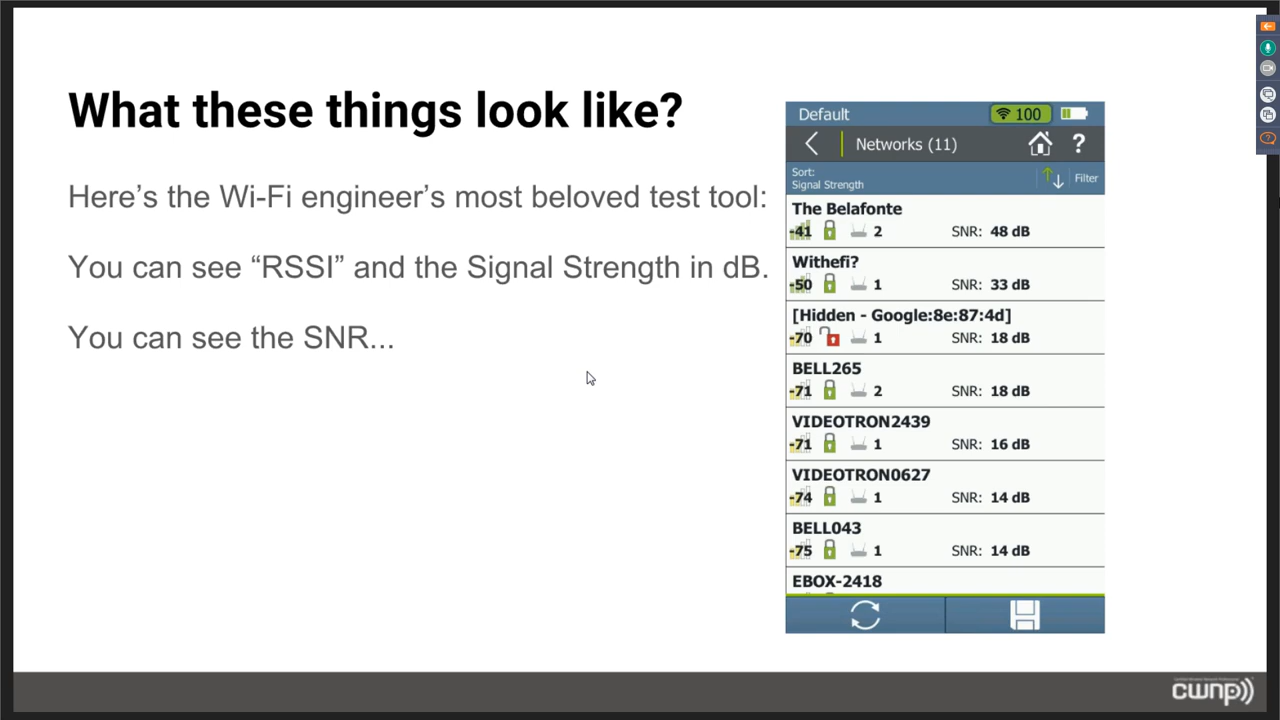 What these things look like?
Here’s the Wi-Fi engineer’s most beloved test tool:
You can see “RSSI” and the Signal Strength in dB.
You can see the SNR...
Default
100
Networks (11)
?
Sort:
Signal Strength
Filter
The Belafonte
-41 2 SNR: 48 dB
Withefi?
-50 1 SNR: 33 dB
[Hidden - Google:8e:87:4d]
-70 1 SNR: 18 dB
BELL265
-71 2 SNR: 18 dB
VIDEOTRON2439
-71 1 SNR: 16 dB
VIDEOTRON0627
-74 1 SNR: 14 dB
BELL043
-75 1 SNR: 14 dB
EBOX-2418
cwnp